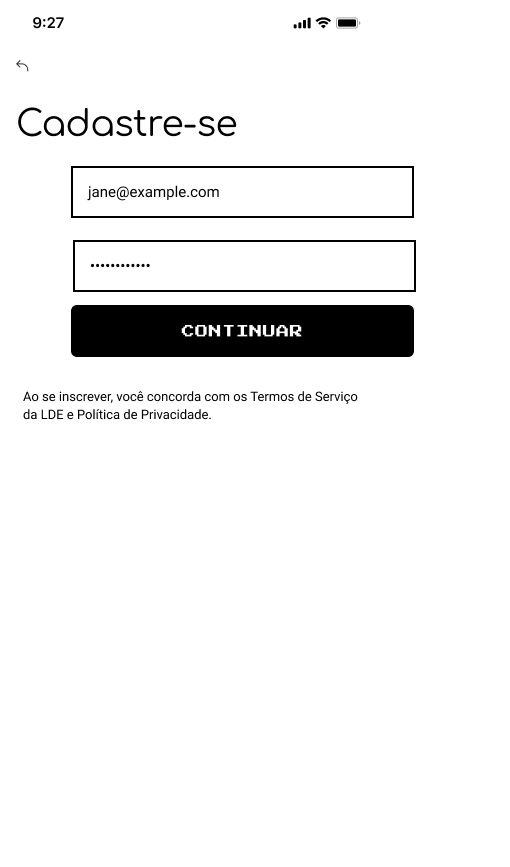 9:27
Cadastre-se
jane@example.com
••••••••••••
CONTINUAR
Ao se inscrever, você concorda com os Termos de Serviço
da LDE e Política de Privacidade.